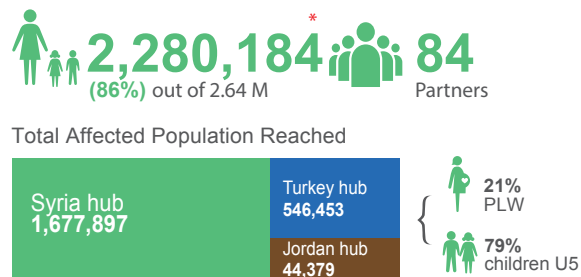 2,280,184*
(86%) out of 2.64 M
84
Partners
Total Affected Population Reached
Syria hub
1,677,897
Turkey hub
546,453
Jordan hub
44,379
21%
PLW
79%
children U5